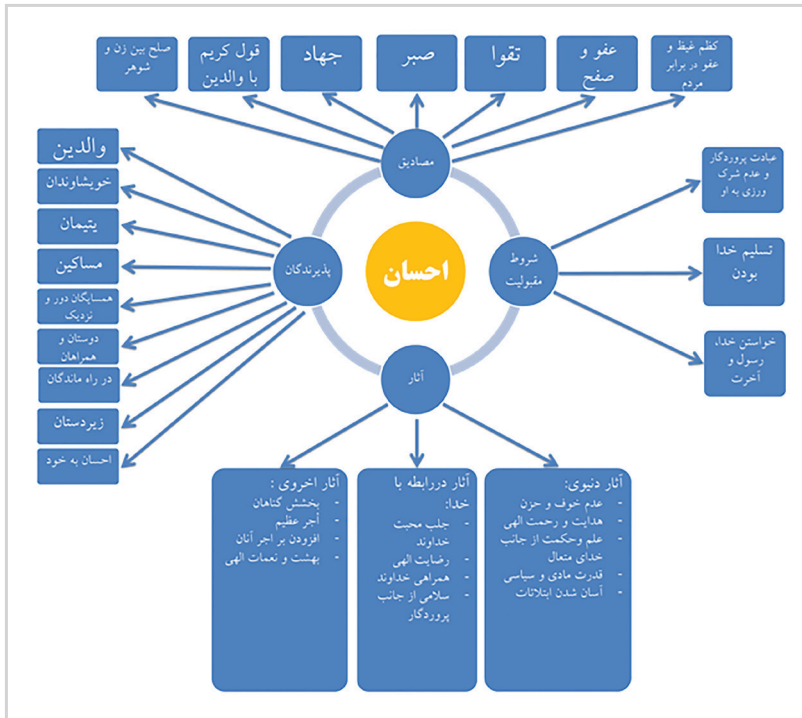 کظم غیظ و
عفو در برابر
مردم
عفو و
صفح
تقوا
صبر
جهاد
قول کریم
با والدین
صلح بین زن و
شوهر
مصادیق
احسان
شروط
مقبولیت
عبادت پروردگار
و عدم شرک
ورزی به او
تسلیم خدا
بودن
خواستن خدا،
رسول و
آخرت
پذیرندگان
والدین
خویشاوندان
یتیمان
مساکین
همسایگان دور و
نزدیک
دوستان و
همراهان
در راه ماندگان
زیردستان
احسان به خود
آثار
آثار دنیوی:
- عدم خوف و حزن
- هدایت و رحمت الهی
- علم وحکمت از جانب
خدای متعال
- قدرت مادی و سیاسی
- آسان شدن ابتلائات
آثار دررابطه با
خدا:
- جلب محبت
خداوند
- رضایت الهی
- همراهی خداوند
- سلامی از جانب
پروردگار
آثار اخروی :
- بخشش گناهان
- أجر عظیم
- افزودن بر اجر آنان
- بهشت و نعمات الهی